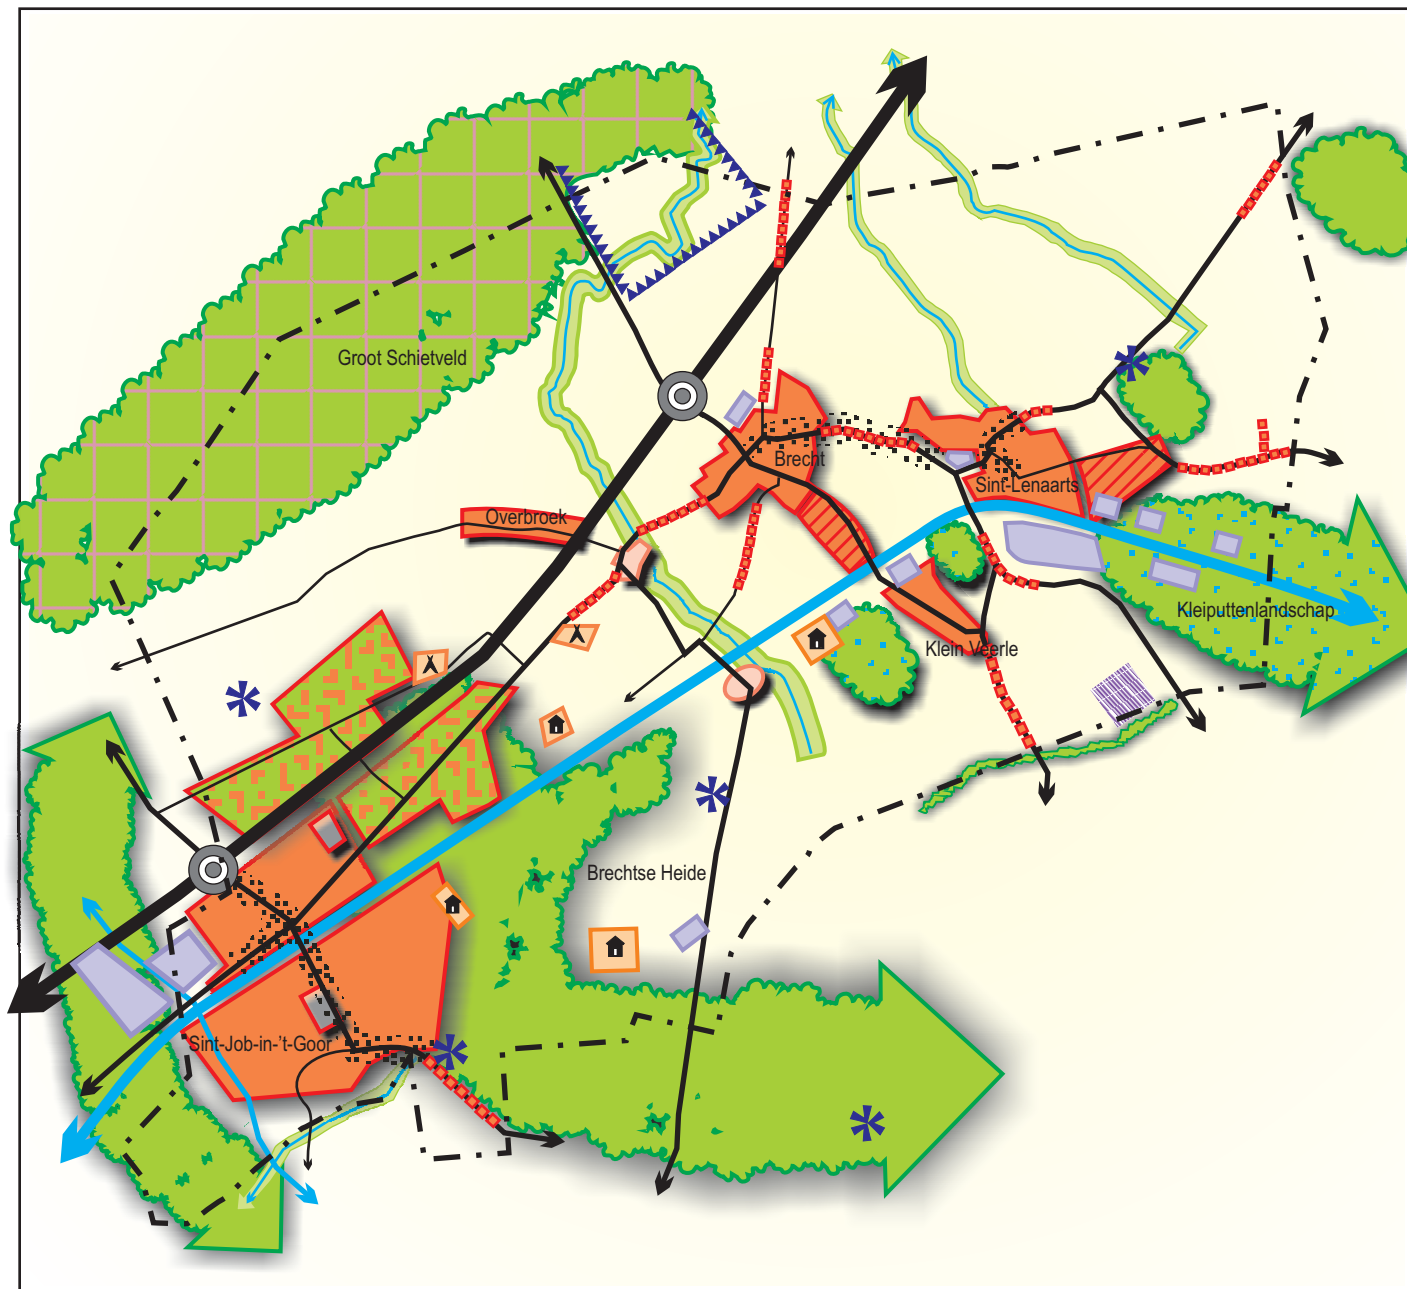 Groot Schietveld
Brecht
Sint-Lenaarts
Overbroek
Kleiputtenlandschap
Klein Veerle
Brechtse Heide
Sint-Job-in-'t-Goor